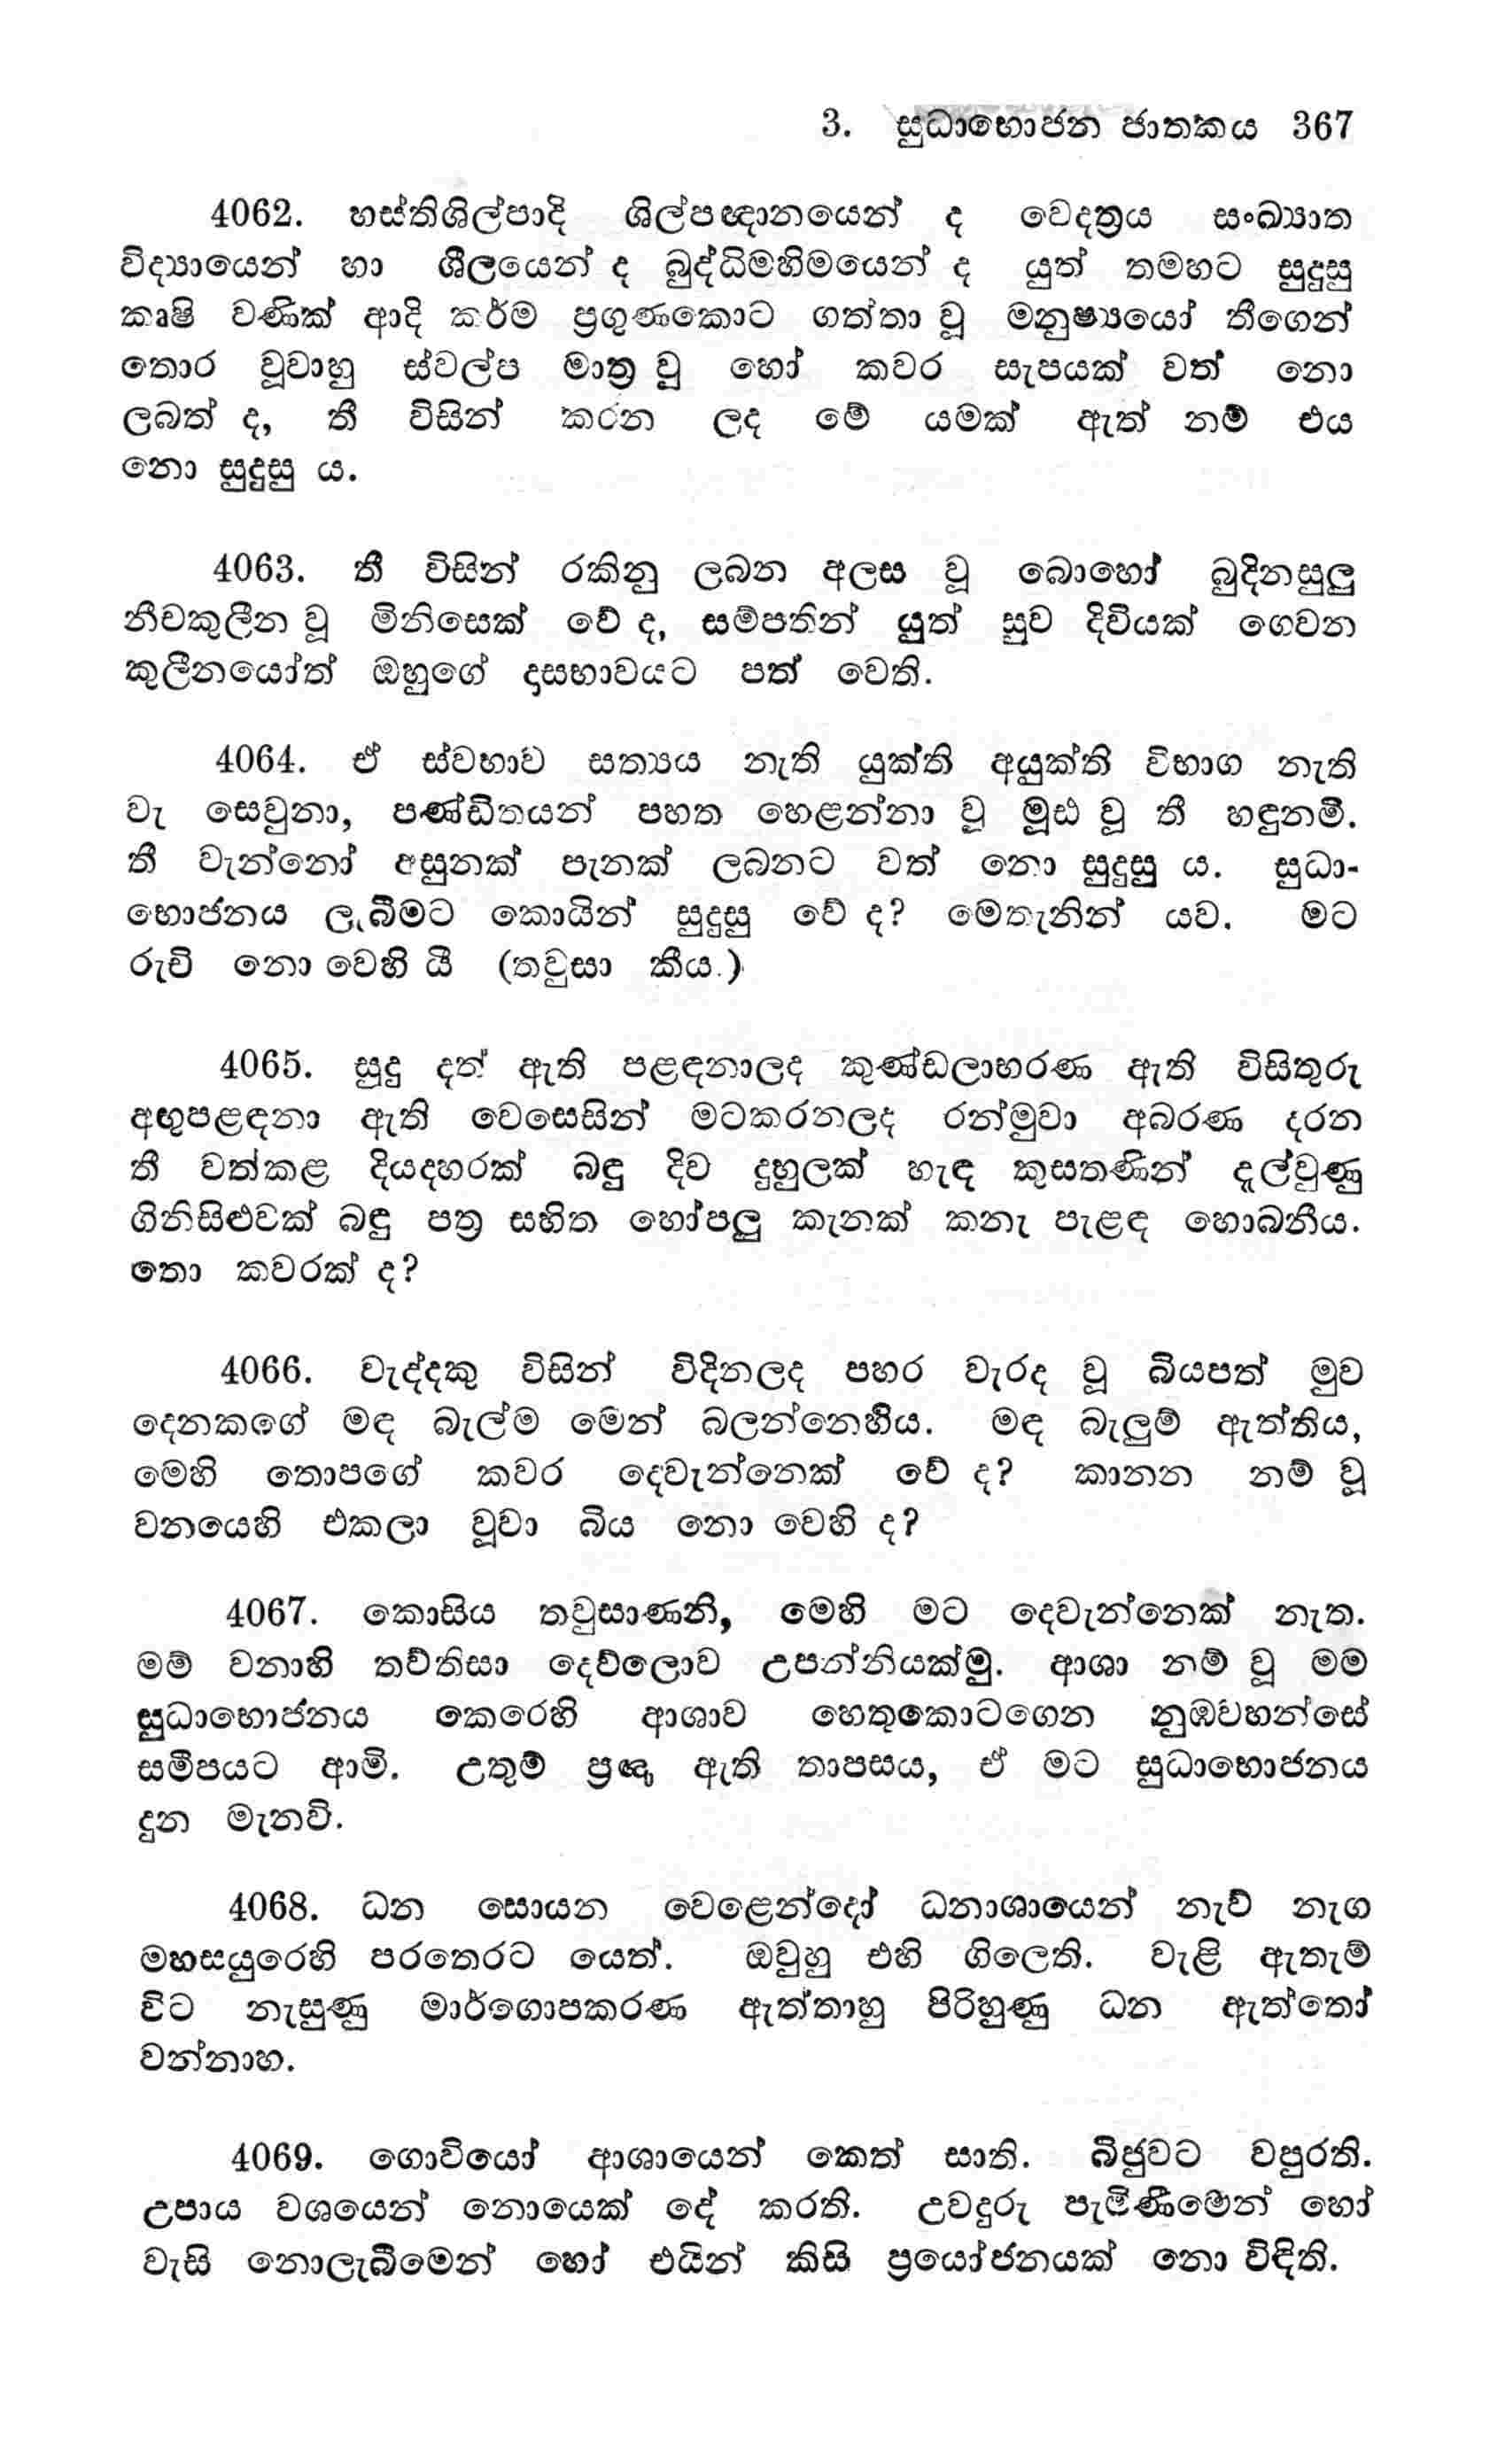 3. සුධාභොජන ජාතකය 367
4062. හස්තිශිල්පාදි ශිල්පඥානයෙන් ද වෙදත්‍රය සංඛ්‍යාත
විද්‍යායෙන් හා ශීලයෙන් ද බුද්ධිමහිමයෙන් ද යුත් තමහට සුදුසු
කෘෂි වණික් ආදි කර්ම ප්‍රගුණකොට ගත්තා වූ මනුෂ්‍යයෝ තීගෙන්
තොර වූවාහු ස්වල්ප මාත්‍ර වූ හෝ කවර සැපයක් වත් නො
ලබත් ද, තී විසින් කරන ලද මේ යමක් ඇත් නම් එය
නො සුදුසු ය.
4063. තී විසින් රකිනු ලබන අලස වූ බොහෝ බුදිනසුලු
නීචකුලීන වූ මිනිසෙක් වේ ද, සම්පතින් යුත් සුව දිවියක් ගෙවන
කුලීනයෝත් ඔහුගේ දාසභාවයට පත් වෙති.
4064. ඒ ස්වභාව සත්‍යය නැති යුක්ති අයුක්ති විභාග නැති
වැ සෙවුනා, පණ්ඩිතයන් පහත හෙළන්නා වූ මූඪ වූ තී හඳුනමි.
තී වැන්නෝ අසුනක් පැනක් ලබනට වත් නො සුදුසු ය. සුධා-
භොජනය ලැබීමට කොයින් සුදුසු වේ ද? මෙතැනින් යව. මට
රුචි නො වෙහි යී (තවුසා කීය.)
4065. සුදු දත් ඇති පළඳනාලද කුණ්ඩලාභරණ ඇති විසිතුරු
අඟුපළඳනා ඇති වෙසෙසින් මටකරනලද රන්මුවා අබරණ දරන
තී වත්කළ දියදහරක් බඳු දිව දුහුලක් හැඳ කුසතණින් දැල්වුණු
ගිනිසිළුවක් බඳු පත්‍ර සහිත හෝපලු කැනක් කනැ පැළඳ හොබනීය.
තො කවරක් ද?
4066. වැද්දකු විසින් විදිනලද පහර වැරද වූ බියපත් මුව
දෙනකගේ මඳ බැල්ම මෙන් බලන්නෙහිය. මඳ බැලුම් ඇත්තිය,
මෙහි තොපගේ කවර දෙවැන්නෙක් වේ ද? කානන නම් වූ
වනයෙහි එකලා වූවා බිය නො වෙහි ද?
4067. කොසිය තවුසාණනි, මෙහි මට දෙවැන්නෙක් නැත.
මම් වනාහි තව්තිසා දෙව්ලොව උපන්නියක්මු. ආශා නම් වූ මම
සුධාභොජනය කෙරෙහි ආශාව හෙතුකොටගෙන නුඹවහන්සේ
සමීපයට ආමි. උතුම් ප්‍රඥා ඇති තාපසය, ඒ මට සුධාභොජනය
දුන මැනවි.
4068. ධන සොයන වෙළෙන්දෝ ධනාශායෙන් නැව් නැග
මහසයුරෙහි පරතෙරට යෙත්. ඔවුහු එහි ගිලෙති. වැළි ඇතැම්
විට නැසුණු මාර්ගොපකරණ ඇත්තාහු පිරිහුණු ධන ඇත්තෝ
වන්නාහ.
4069. ගොවියෝ ආශායෙන් කෙත් සාති. බිජුවට වපුරති.
උපාය වශයෙන් නොයෙක් දේ කරති. උවදුරු පැමිණීමෙන් හෝ
වැසි නොලැබීමෙන් හෝ එයින් කිසි ප්‍රයෝජනයක් නො විඳිති.